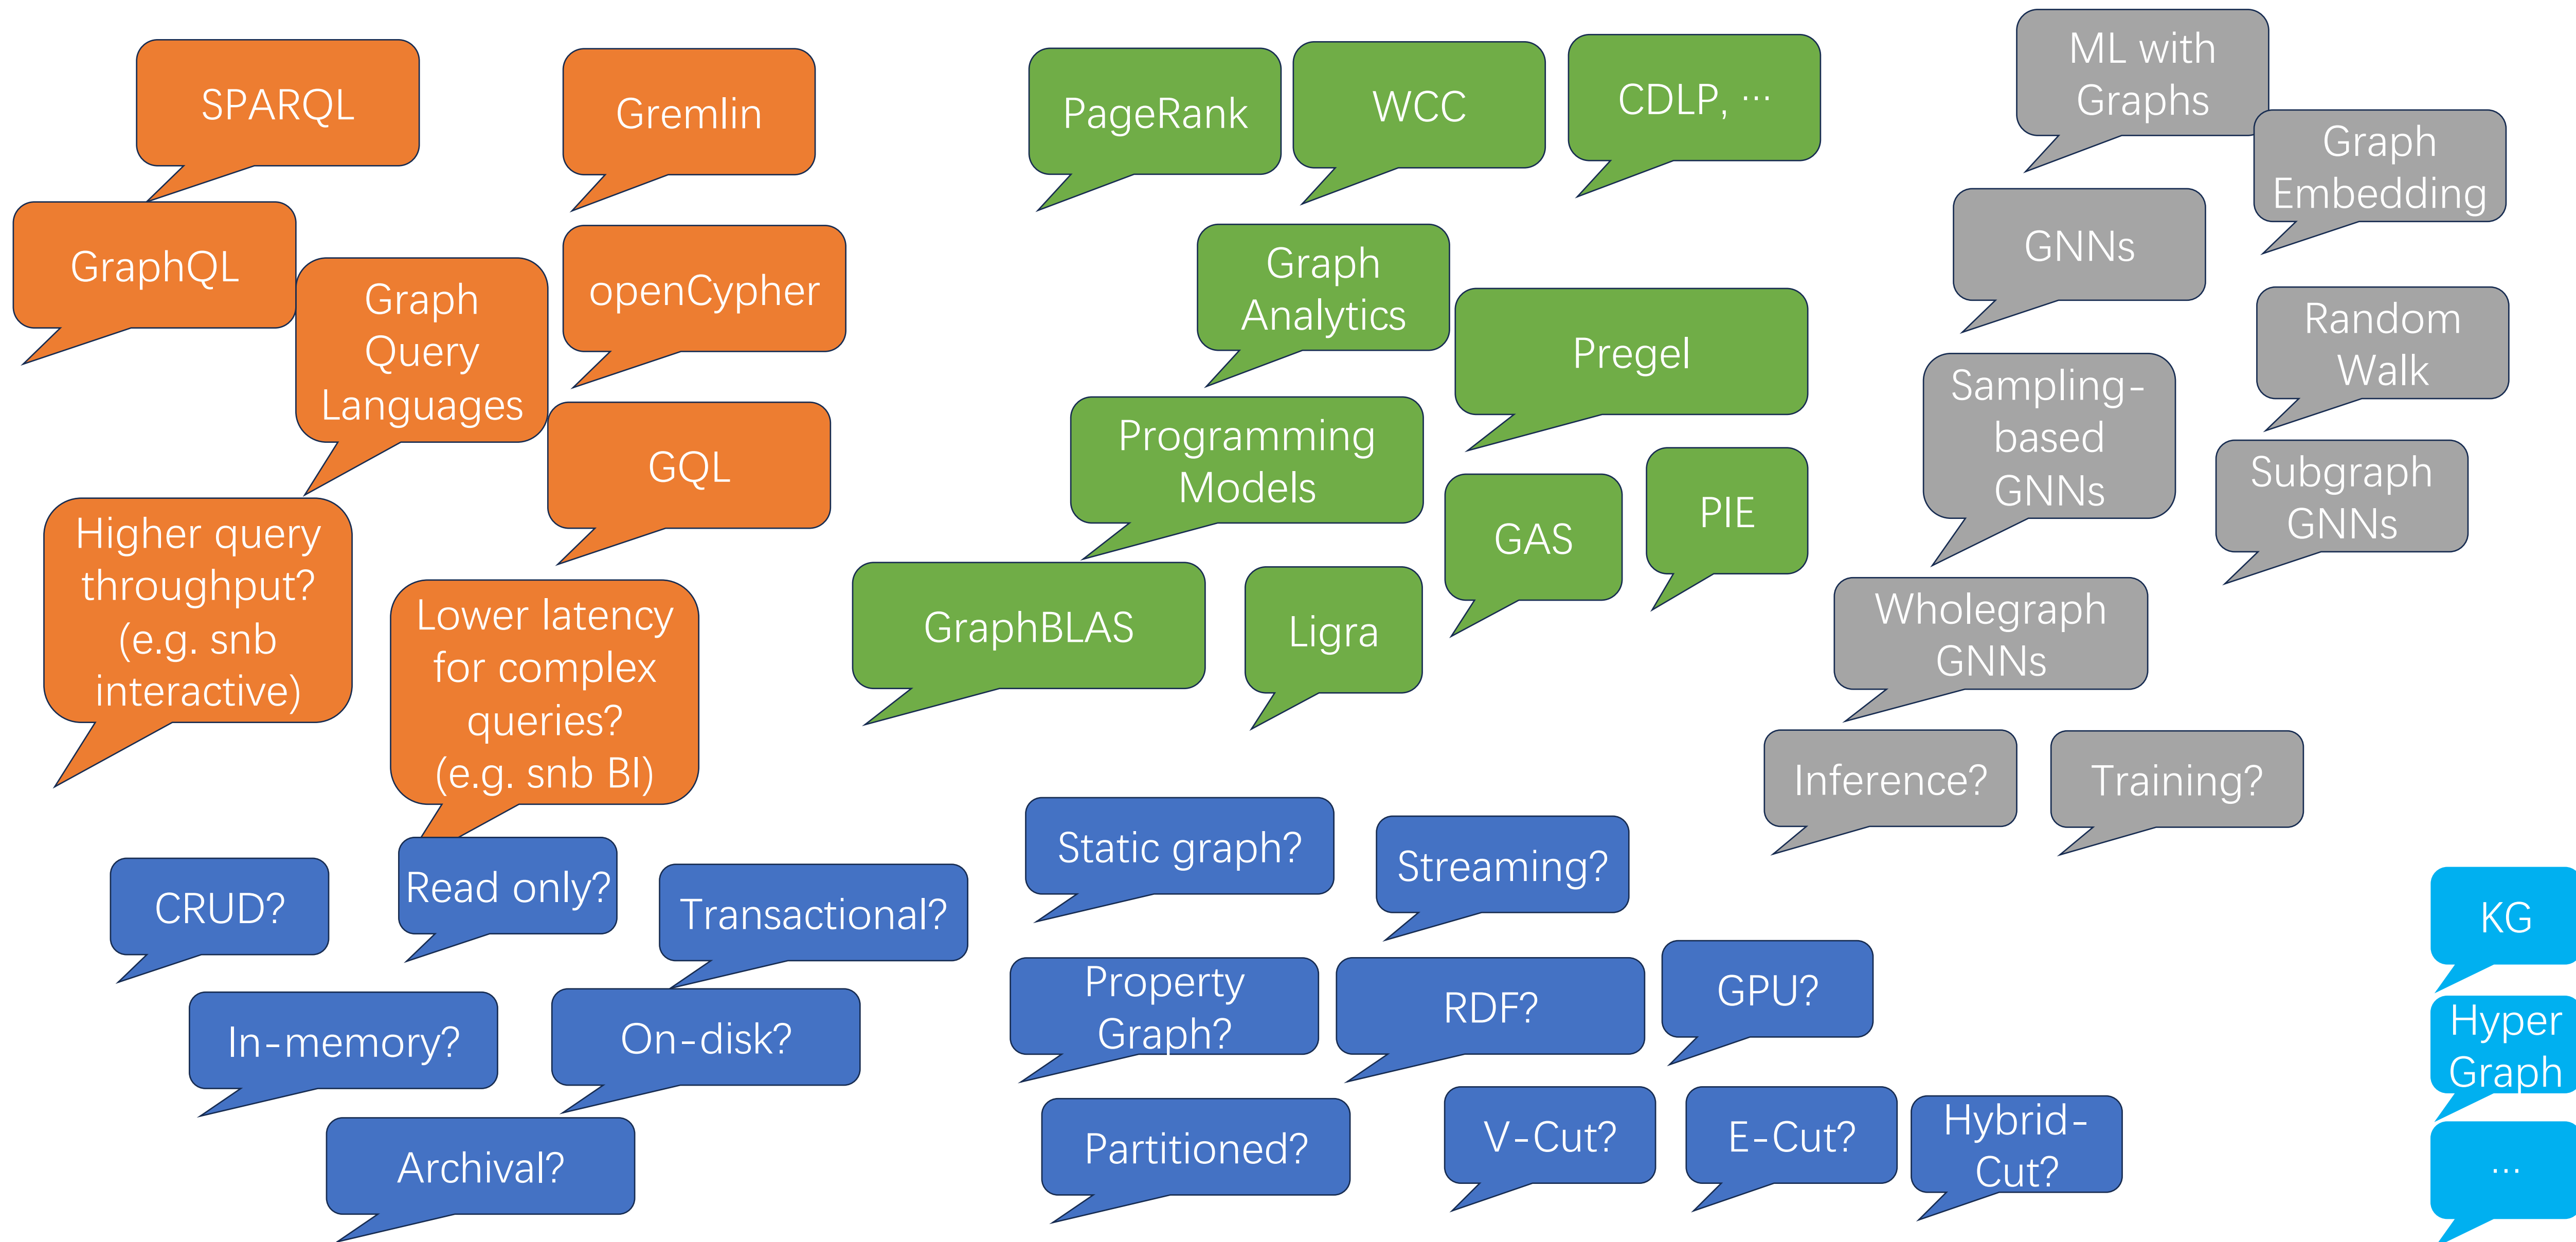 SPARQL
Gremlin
GraphQL
Graph
Query
Languages
openCypher
GQL
Higher query
throughput?
(e.g. snb
interactive)
Lower latency
for complex
queries?
(e.g. snb BI)
PageRank
WCC
CDLP, ...
Graph
Analytics
Pregel
Programming
Models
GAS
PIE
GraphBLAS
Ligra
ML with
Graphs
Graph
Embedding
GNNs
Random
Walk
Sampling-
based
GNNs
Subgraph
GNNs
Wholegraph
GNNs
Inference?
Training?
CRUD?
Read only?
Transactional?
In-memory?
On-disk?
Archival?
Static graph?
Streaming?
Property
Graph?
RDF?
GPU?
Partitioned?
V-Cut?
E-Cut?
Hybrid-
Cut?
KG
Hyper
Graph
...